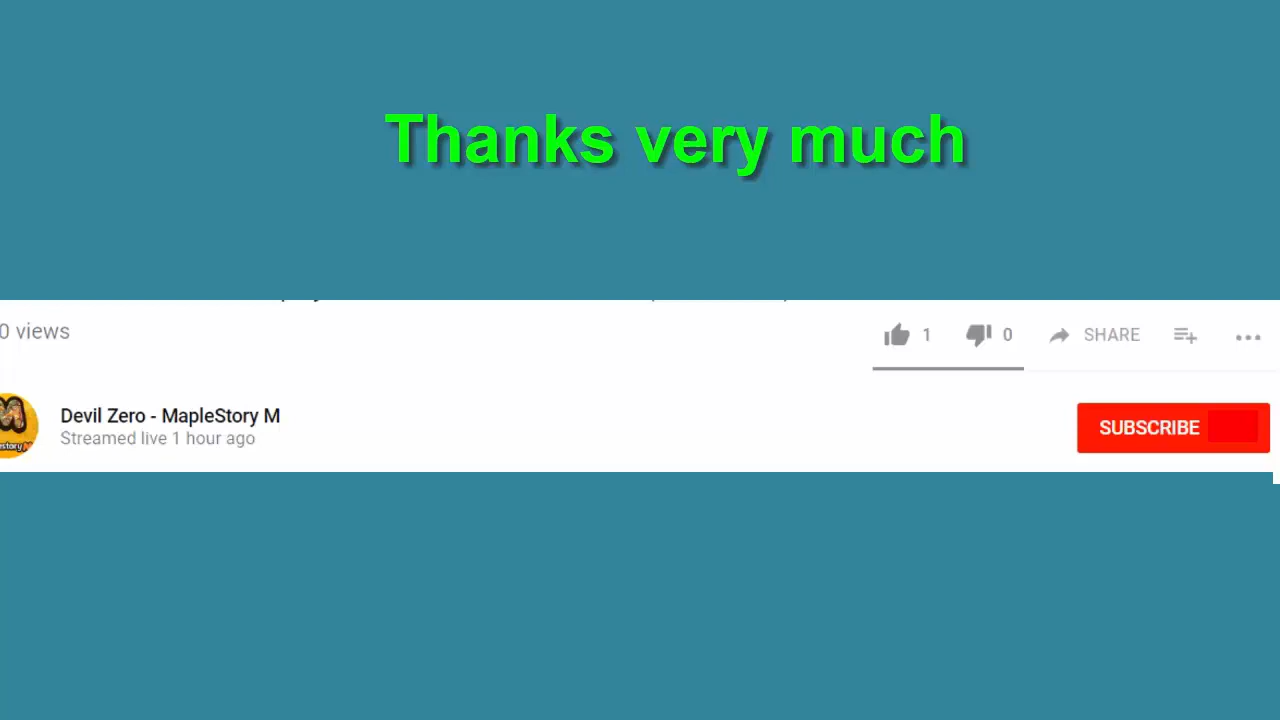 Thanks very much
0 views
1
0
SHARE
Devil Zero - MapleStory M
Streamed live 1 hour ago
SUBSCRIBE